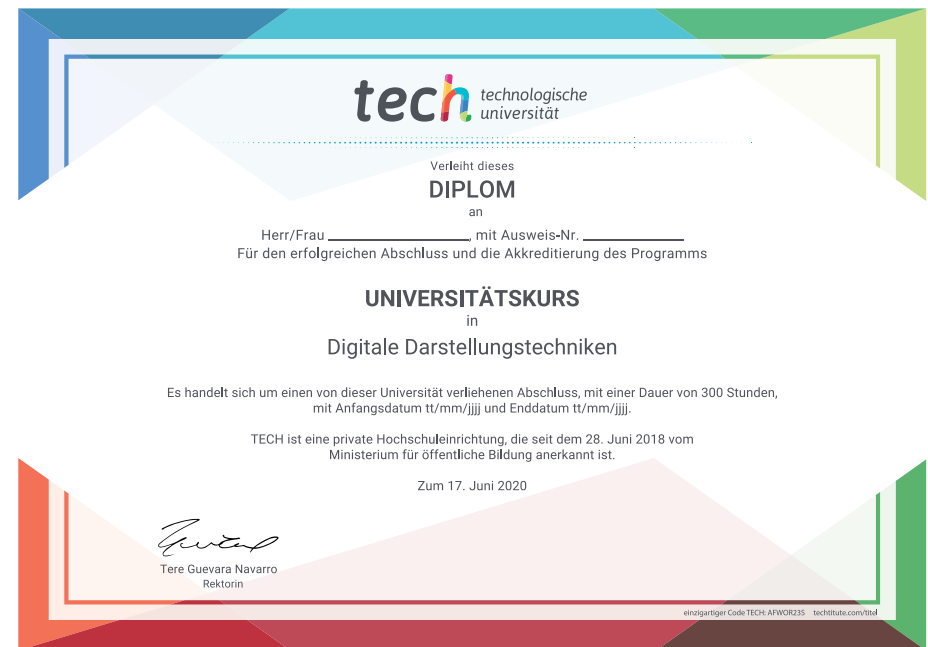 tech technologische
universität
Verleiht dieses
DIPLOM
an
Herr/Frau ____________, mit Ausweis-Nr. ____________
Für den erfolgreichen Abschluss und die Akkreditierung des Programms
UNIVERSITÄTSKURS
in
Digitale Darstellungstechniken
Es handelt sich um einen von dieser Universität verliehenen Abschluss, mit einer Dauer von 300 Stunden,
mit Anfangsdatum tt/mm/jjjj und Enddatum tt/mm/jjjj.
TECH ist eine private Hochschuleinrichtung, die seit dem 28. Juni 2018 vom
Ministerium für öffentliche Bildung anerkannt ist.
Zum 17. Juni 2020
Tere Guevara Navarro
Rektorin
einzigartiger Code TECH: AFWOR23S techtitute.com/titel